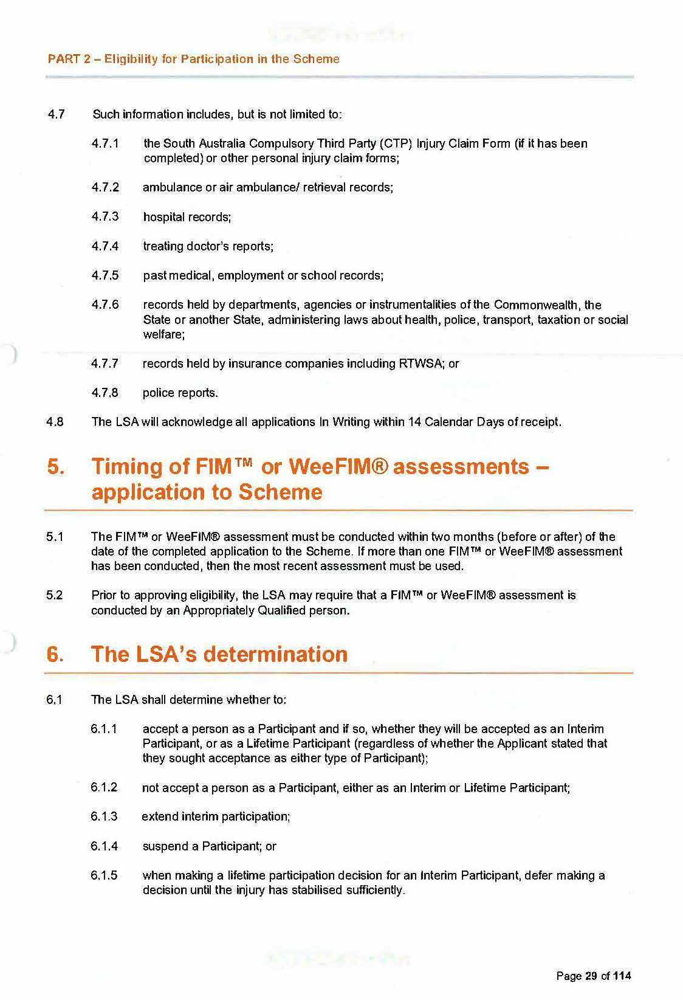 PART 2 – Eligibility for Participation in the Scheme
4.7 Such information includes, but is not limited to:
4.7.1 the South Australia Compulsory Third Party (CTP) Injury Claim Form (if it has been
completed) or other personal injury claim forms;
4.7.2 ambulance or air ambulance/ retrieval records;
4.7.3 hospital records;
4.7.4 treating doctor's reports;
4.7.5 past medical, employment or school records;
4.7.6 records held by departments, agencies or instrumentalities of the Commonwealth, the
State or another State, administering laws about health, police, transport, taxation or social
welfare;
4.7.7 records held by insurance companies including RTWSA; or
4.7.8 police reports.
4.8 The LSA will acknowledge all applications In Writing within 14 Calendar Days of receipt.
5. Timing of FIM™ or WeeFIM® assessments –
application to Scheme
5.1 The FIM™ or WeeFIM® assessment must be conducted within two months (before or after) of the
date of the completed application to the Scheme. If more than one FIM™ or WeeFIM® assessment
has been conducted, then the most recent assessment must be used.
5.2 Prior to approving eligibility, the LSA may require that a FIM™ or WeeFIM® assessment is
conducted by an Appropriately Qualified person.
6. The LSA's determination
6.1 The LSA shall determine whether to:
6.1.1 accept a person as a Participant and if so, whether they will be accepted as an Interim
Participant, or as a Lifetime Participant (regardless of whether the Applicant stated that
they sought acceptance as either type of Participant);
6.1.2 not accept a person as a Participant, either as an Interim or Lifetime Participant;
6.1.3 extend interim participation;
6.1.4 suspend a Participant; or
6.1.5 when making a lifetime participation decision for an Interim Participant, defer making a
decision until the injury has stabilised sufficiently.
Page 29 of 114